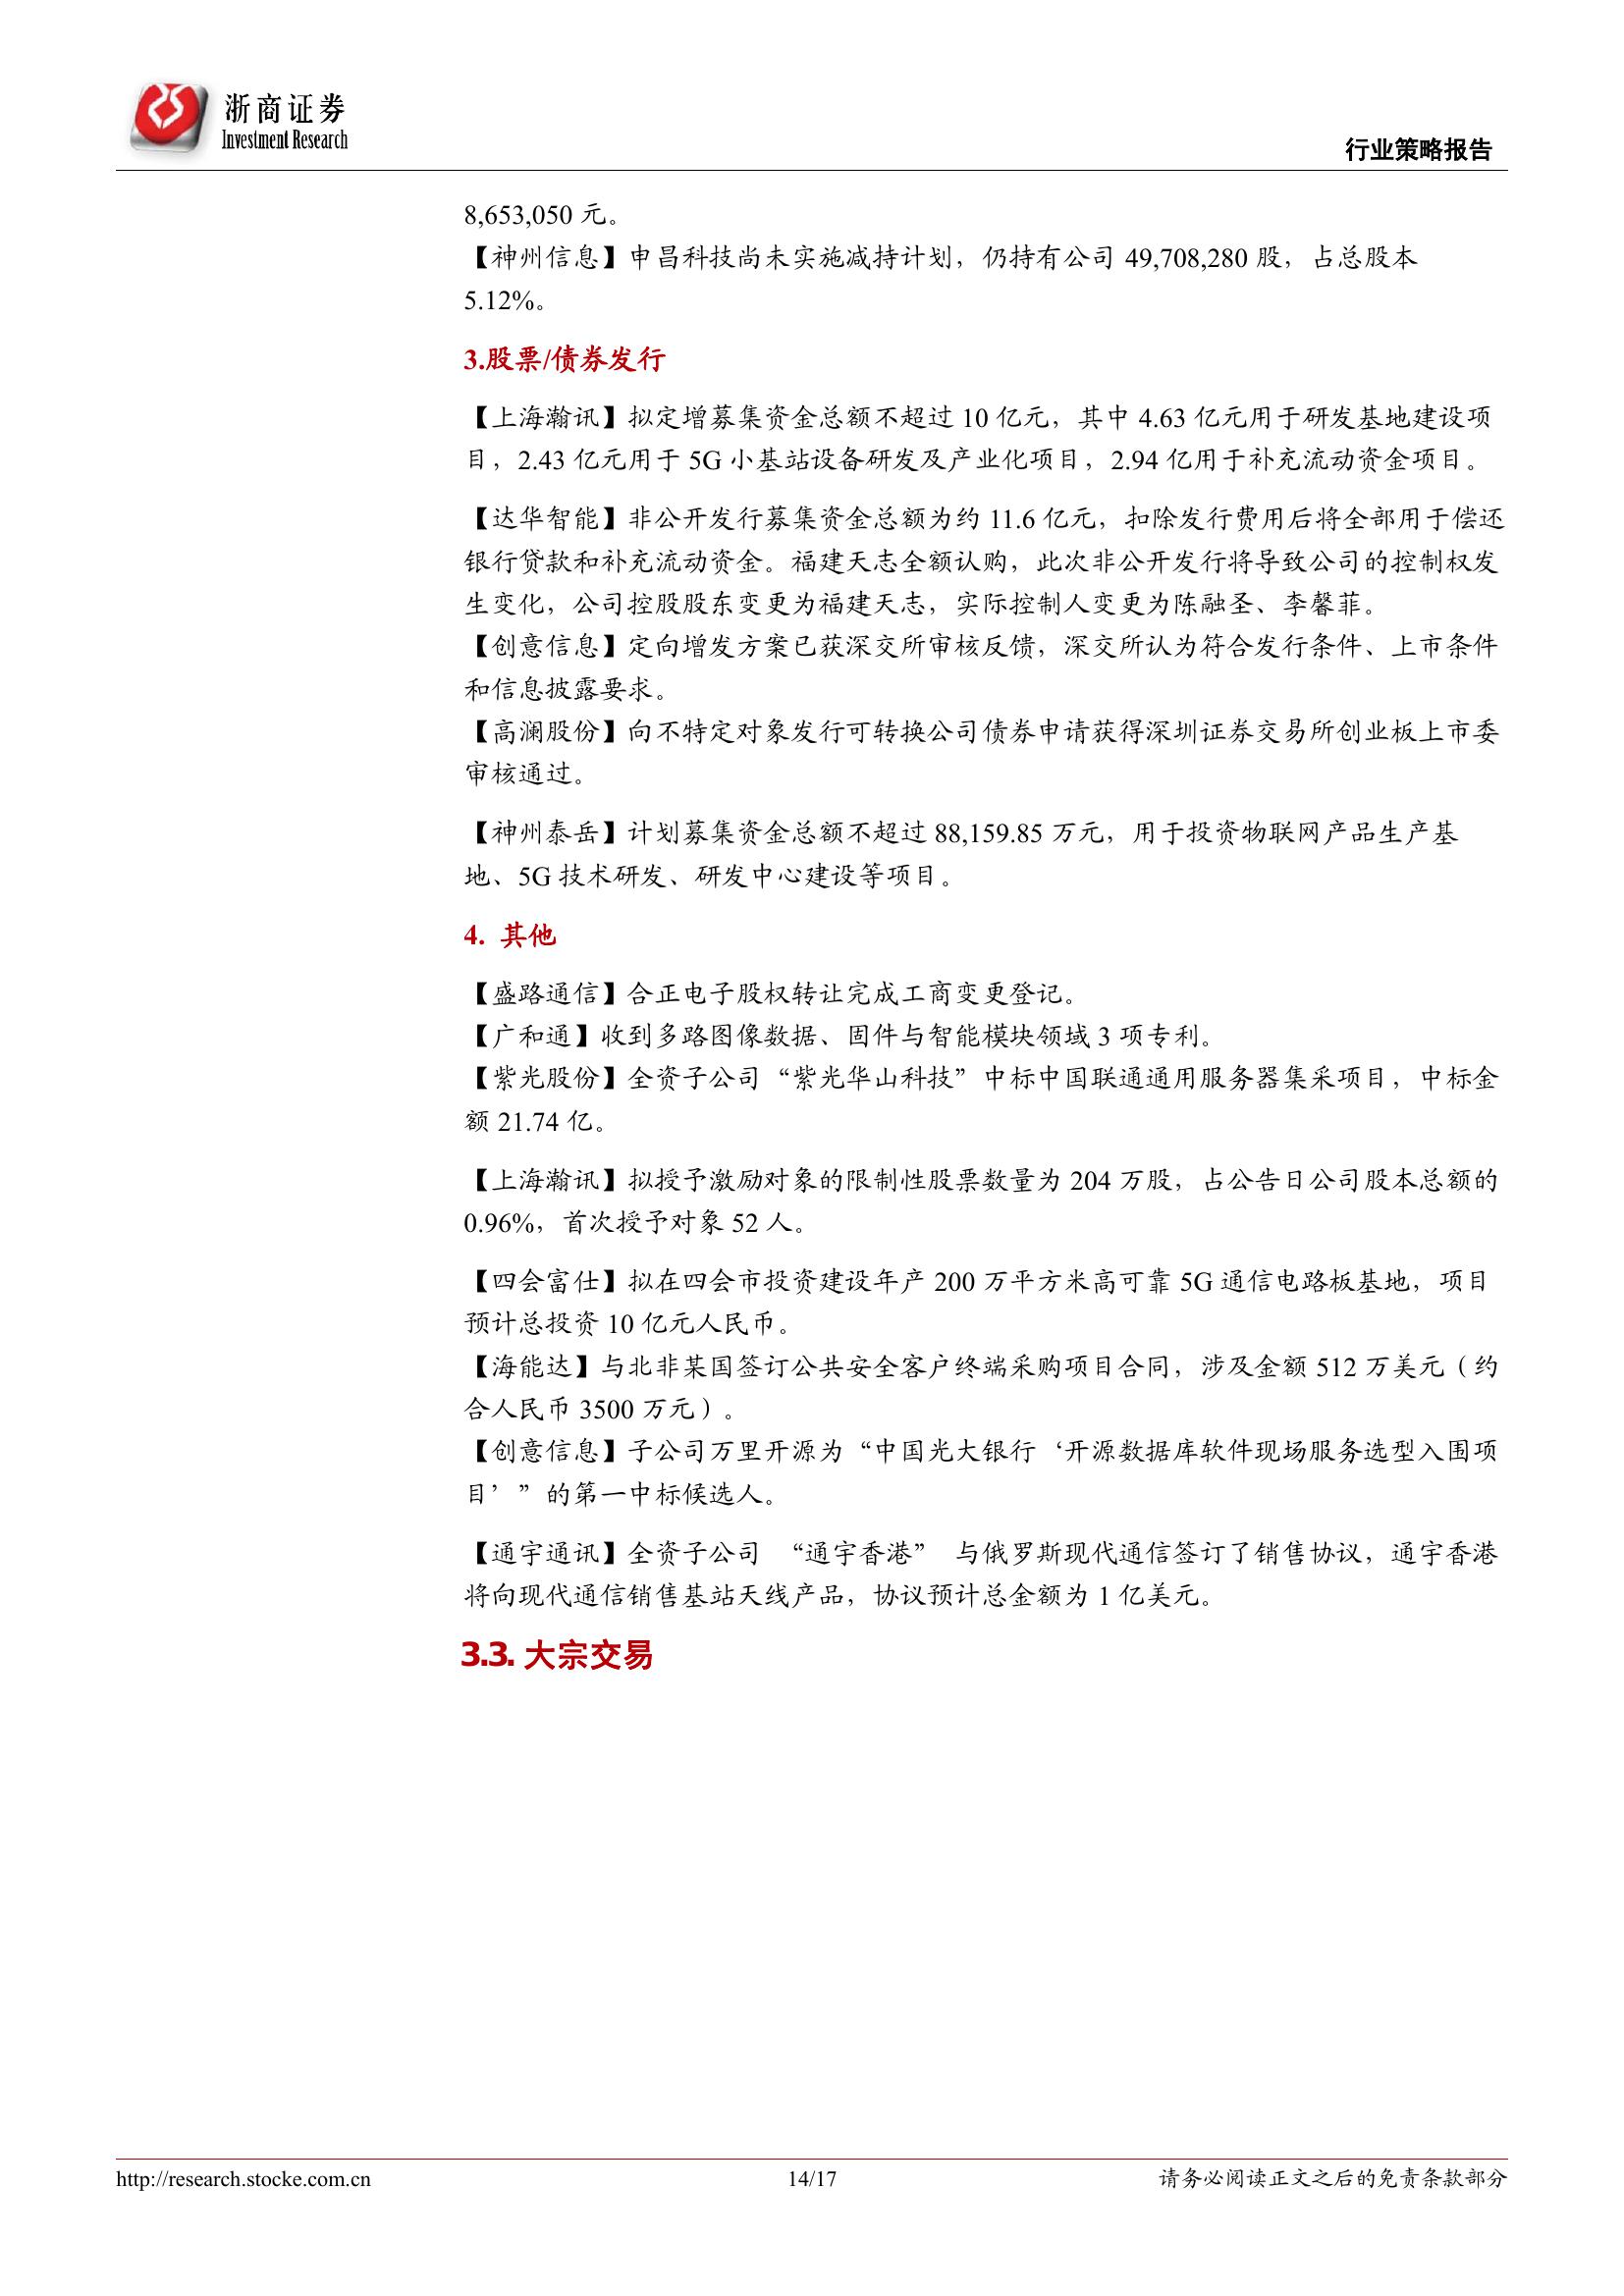 浙商证券
Investment Research
行业策略报告
8,653,050 元。
【神州信息】申昌科技尚未实施减持计划，仍持有公司 49,708,280 股，占总股本
5.12%。
3.股票/债券发行
【上海瀚讯】拟定增募集资金总额不超过 10 亿元，其中 4.63 亿元用于研发基地建设项
目，2.43 亿元用于 5G 小基站设备研发及产业化项目，2.94 亿用于补充流动资金项目。
【达华智能】非公开发行募集资金总额为约 11.6 亿元，扣除发行费用后将全部用于偿还
银行贷款和补充流动资金。福建天志全额认购，此次非公开发行将导致公司的控制权发
生变化，公司控股股东变更为福建天志，实际控制人变更为陈融圣、李馨菲。
【创意信息】定向增发方案已获深交所审核反馈，深交所认为符合发行条件、上市条件
和信息披露要求。
【高澜股份】向不特定对象发行可转换公司债券申请获得深圳证券交易所创业板上市委
审核通过。
【神州泰岳】计划募集资金总额不超过 88,159.85 万元，用于投资物联网产品生产基
地、5G 技术研发、研发中心建设等项目。
4. 其他
【盛路通信】合正电子股权转让完成工商变更登记。
【广和通】收到多路图像数据、固件与智能模块领域 3 项专利。
【紫光股份】全资子公司“紫光华山科技”中标中国联通通用服务器集采项目，中标金
额 21.74 亿。
【上海瀚讯】拟授予激励对象的限制性股票数量为 204 万股，占公告日公司股本总额的
0.96%，首次授予对象 52 人。
【四会富仕】拟在四会市投资建设年产 200 万平方米高可靠 5G 通信电路板基地，项目
预计总投资 10 亿元人民币。
【海能达】与北非某国签订公共安全客户终端采购项目合同，涉及金额 512 万美元（约
合人民币 3500 万元）。
【创意信息】子公司万里开源为“中国光大银行‘开源数据库软件现场服务选型入围项
目’”的第一中标候选人。
【通宇通讯】全资子公司 “通宇香港” 与俄罗斯现代通信签订了销售协议，通宇香港
将向现代通信销售基站天线产品，协议预计总金额为 1 亿美元。
3.3. 大宗交易
http://research.stocke.com.cn
14/17
请务必阅读正文之后的免责条款部分